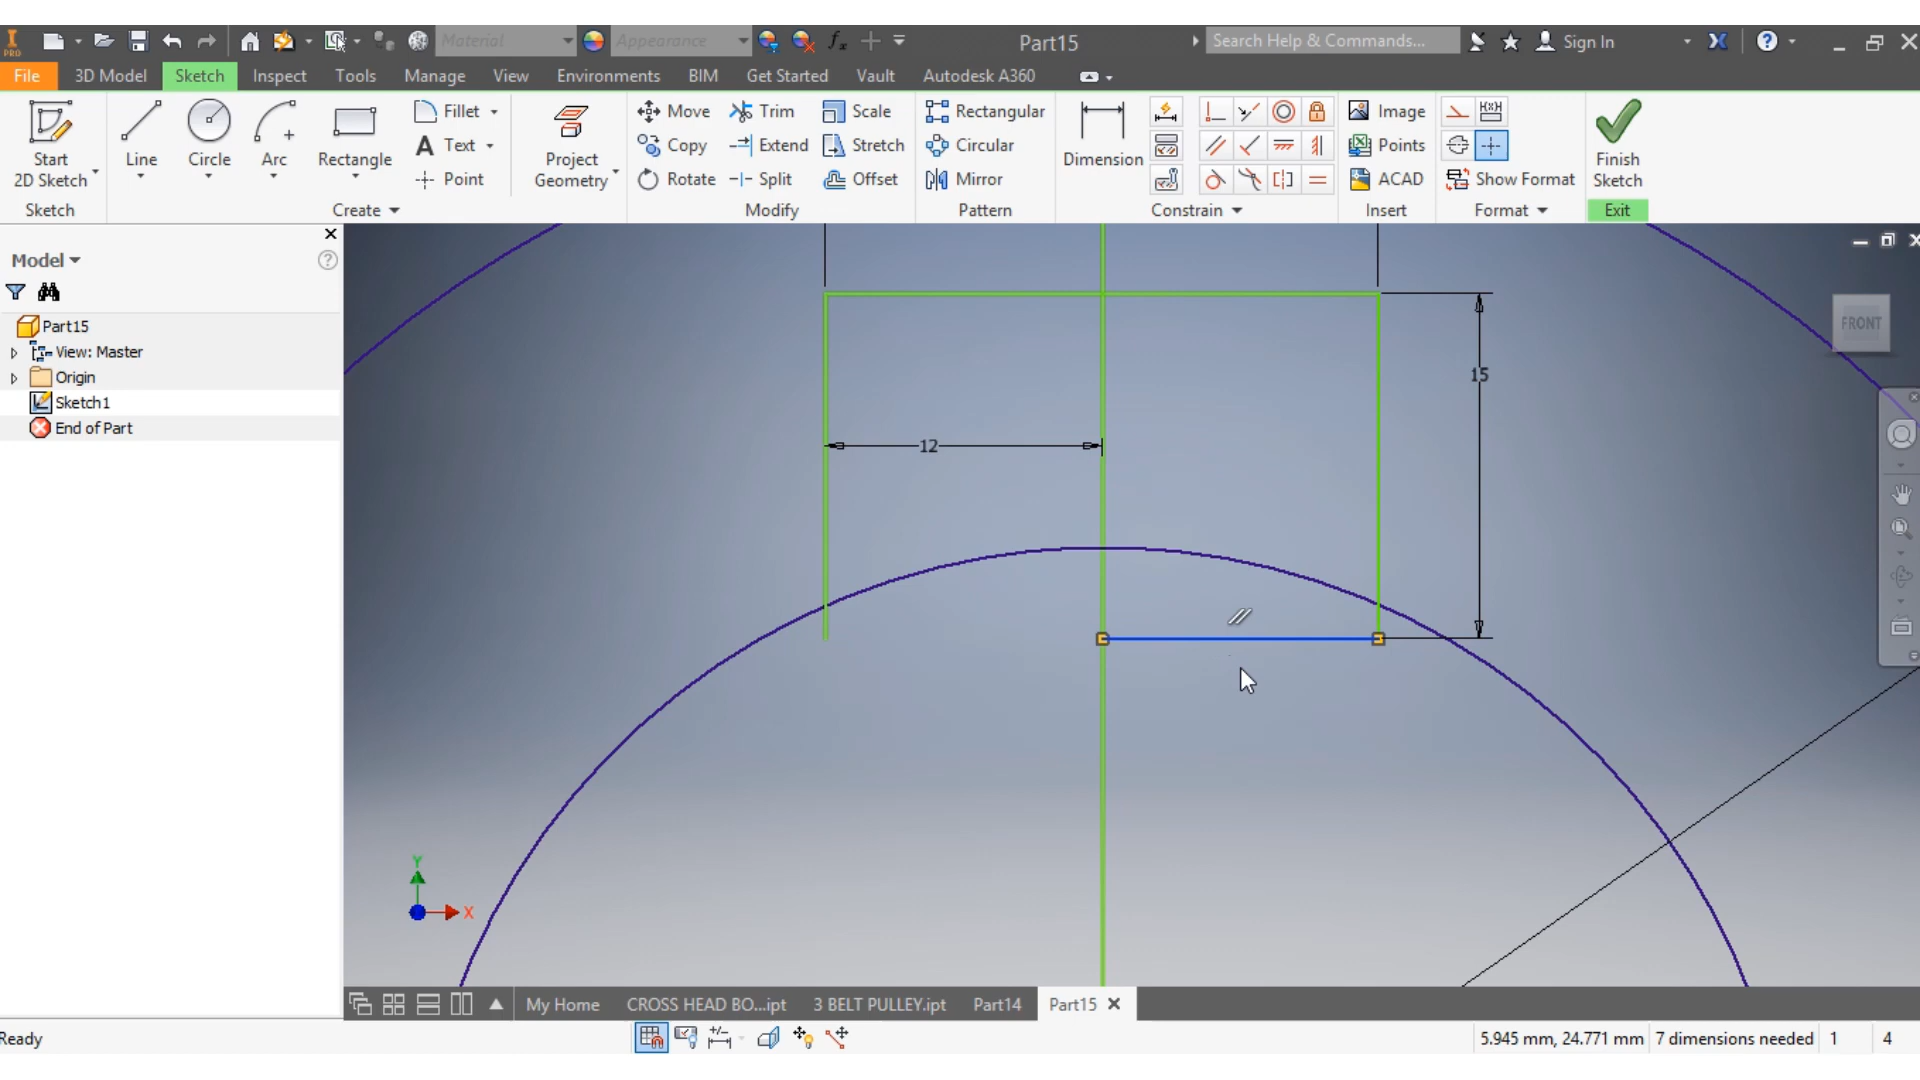 PRO
Material
Appearance
fx
Part15
Search Help & Commands...
Sign In
File
3D Model
Sketch
Inspect
Tools
Manage
View
Environments
BIM
Get Started
Vault
Autodesk A360
Start
2D Sketch
Line
Circle
Arc
Rectangle
Fillet
Text
Point
Project
Geometry
Move
Copy
Rotate
Trim
Extend
Split
Scale
Stretch
Offset
Rectangular
Circular
Mirror
Dimension
Image
Points
ACAD
Show Format
Finish
Sketch
Sketch
Create
Modify
Pattern
Constrain
Insert
Format
Exit
Model
Part15
View: Master
Origin
Sketch1
End of Part
FRONT
15
12
Y
X
My Home
CROSS HEAD BO...ipt
3 BELT PULLEY.ipt
Part14
Part15
Ready
5.945 mm, 24.771 mm
7 dimensions needed
1
4